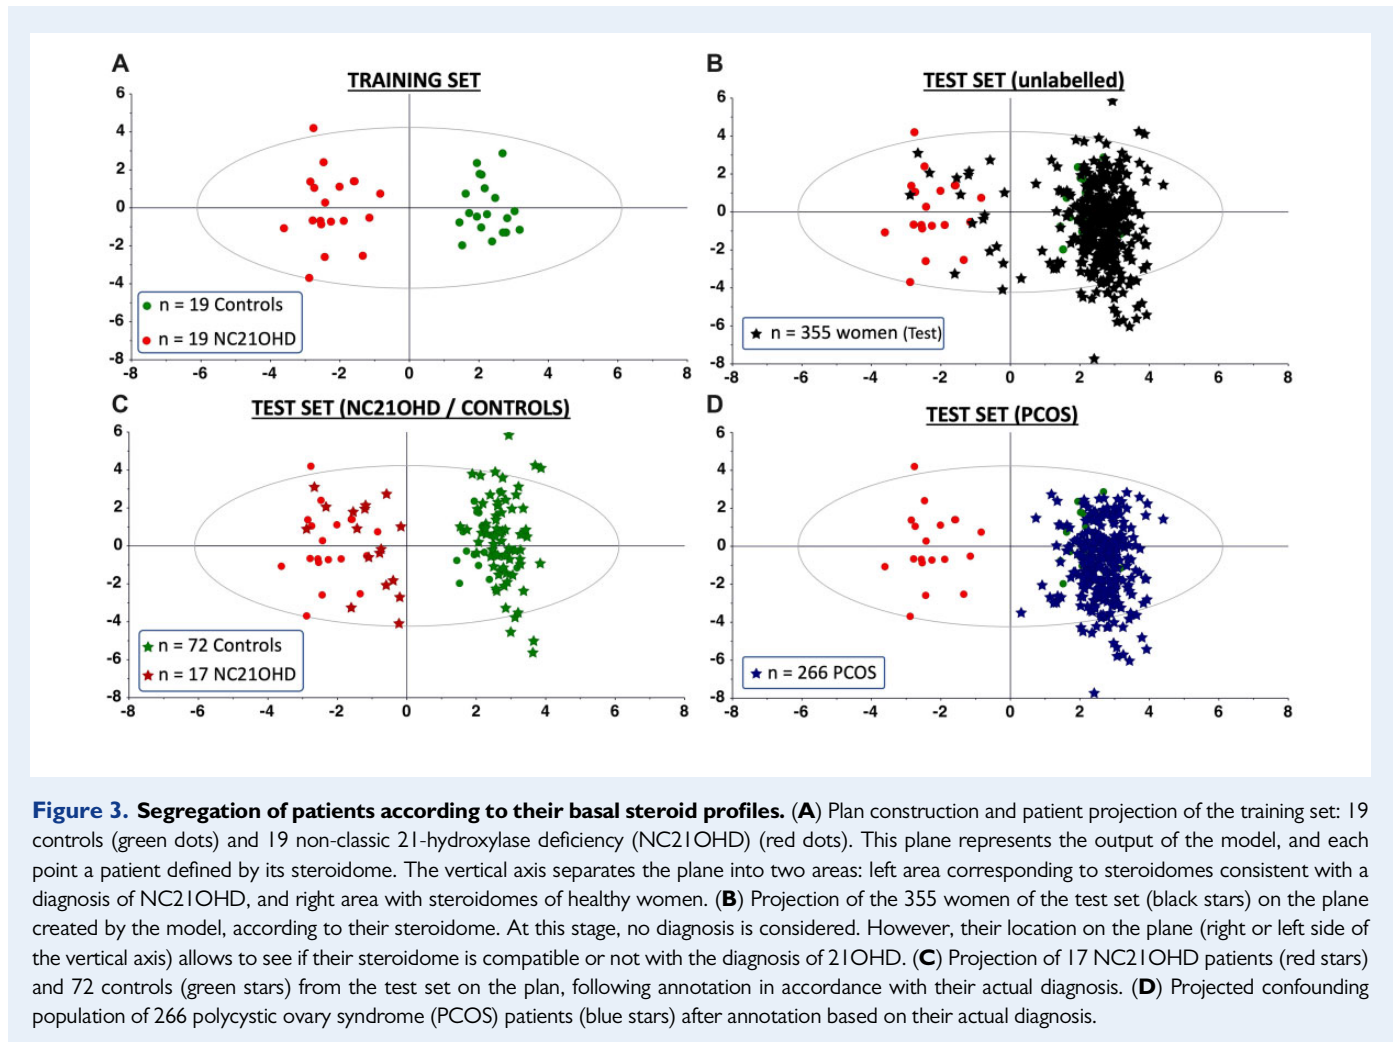 A
TRAINING SET
6
4
2
0
-2
-4
-6
-8
n = 19 Controls
n = 19 NC21OHD
-8 -6 -4 -2 0 2 4 6 8
B
TEST SET (unlabelled)
6
4
2
0
-2
-4
-6
-8
n = 355 women (Test)
-8 -6 -4 -2 0 2 4 6 8
C
TEST SET (NC21OHD / CONTROLS)
6
4
2
0
-2
-4
-6
-8
n = 72 Controls
n = 17 NC21OHD
-8 -6 -4 -2 0 2 4 6 8
D
TEST SET (PCOS)
6
4
2
0
-2
-4
-6
-8
n = 266 PCOS
-8 -6 -4 -2 0 2 4 6 8
Figure 3. Segregation of patients according to their basal steroid profiles. (A) Plan construction and patient projection of the training set: 19
controls (green dots) and 19 non-classic 21-hydroxylase deficiency (NC21OHD) (red dots). This plane represents the output of the model, and each
point a patient defined by its steroidome. The vertical axis separates the plane into two areas: left area corresponding to steroidomes consistent with a
diagnosis of NC21OHD, and right area with steroidomes of healthy women. (B) Projection of the 355 women of the test set (black stars) on the plane
created by the model, according to their steroidome. At this stage, no diagnosis is considered. However, their location on the plane (right or left side of
the vertical axis) allows to see if their steroidome is compatible or not with the diagnosis of 21OHD. (C) Projection of 17 NC21OHD patients (red stars)
and 72 controls (green stars) from the test set on the plan, following annotation in accordance with their actual diagnosis. (D) Projected confounding
population of 266 polycystic ovary syndrome (PCOS) patients (blue stars) after annotation based on their actual diagnosis.